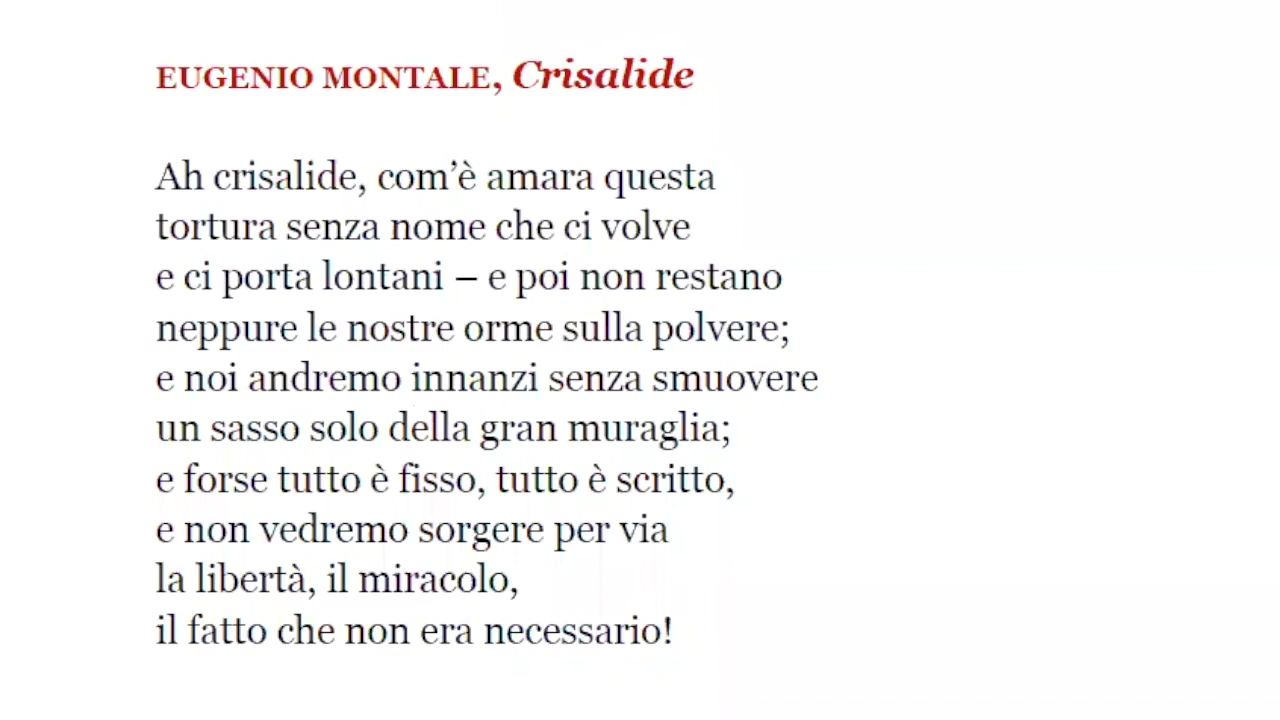 EUGENIO MONTALE, Crisalide
Ah crisalide, com’è amara questa
tortura senza nome che ci volve
e ci porta lontani – e poi non restano
neppure le nostre orme sulla polvere;
e noi andremo innanzi senza smuovere
un sasso solo della gran muraglia;
e forse tutto è fisso, tutto è scritto,
e non vedremo sorgere per via
la libertà, il miracolo,
il fatto che non era necessario!